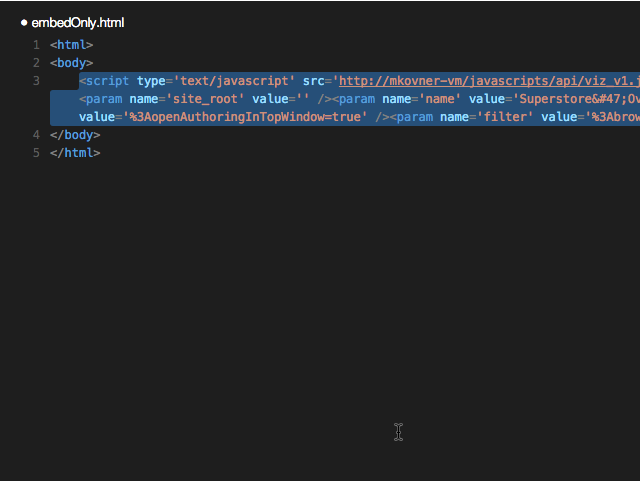 ● embedOnly.html
1 <html>
2 <body>
3 <script type='text/javascript' src='http://mkovner-vm/javascripts/api/viz_v1.j
<param name='site_root' value='' /><param name='name' value='Superstore&#47;Ov
value='%3AopenAuthoringInTopWindow=true' /><param name='filter' value='%3Abrow
4 </body>
5 </html>